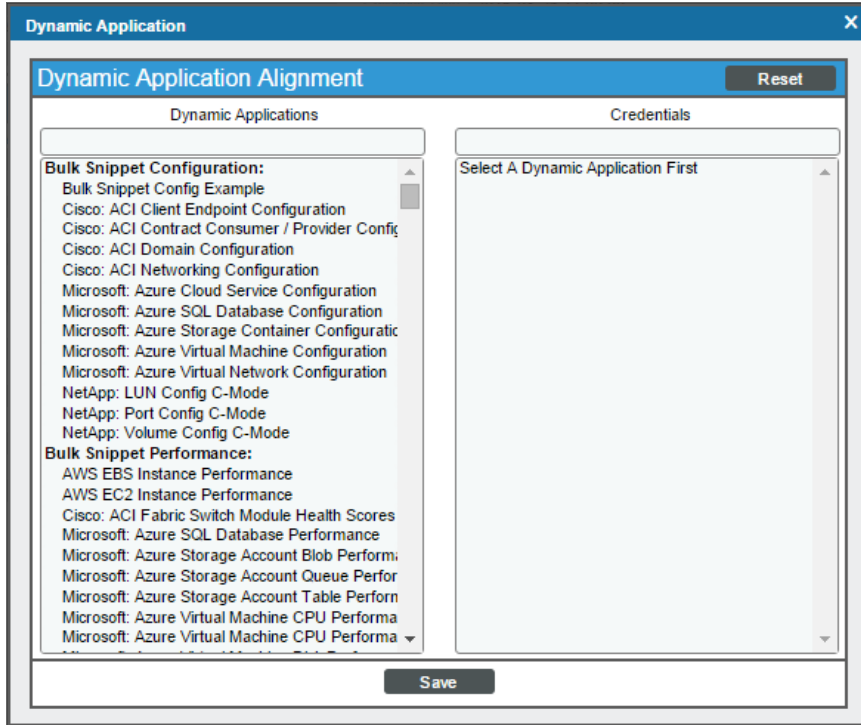 Dynamic Application
Dynamic Application Alignment
Reset
Dynamic Applications
Bulk Snippet Configuration:
Bulk Snippet Config Example
Cisco: ACI Client Endpoint Configuration
Cisco: ACI Contract Consumer / Provider Config
Cisco: ACI Domain Configuration
Cisco: ACI Networking Configuration
Microsoft: Azure Cloud Service Configuration
Microsoft: Azure SQL Database Configuration
Microsoft: Azure Storage Container Configuratio
Microsoft: Azure Virtual Machine Configuration
Microsoft: Azure Virtual Network Configuration
NetApp: LUN Config C-Mode
NetApp: Port Config C-Mode
NetApp: Volume Config C-Mode
Bulk Snippet Performance:
AWS EBS Instance Performance
AWS EC2 Instance Performance
Cisco: ACI Fabric Switch Module Health Scores
Microsoft: Azure SQL Database Performance
Microsoft: Azure Storage Account Blob Performa
Microsoft: Azure Storage Account Queue Perfor
Microsoft: Azure Storage Account Table Perforn
Microsoft: Azure Virtual Machine CPU Performa
Microsoft: Azure Virtual Machine CPU Performa
Credentials
Select A Dynamic Application First
Save